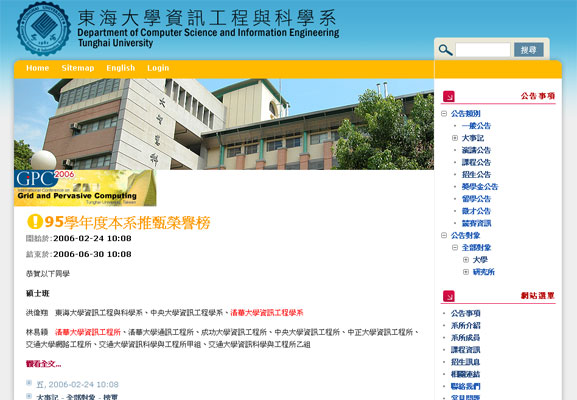 東海大學資訊工程與科學系
Department of Computer Science and Information Engineering
Tunghai University
搜尋
Home Sitemap English Login
GPC 2006
International Conference on
Grid and Pervasive Computing
Tunghai University, Taiwan
95學年度本系推甄榮譽榜
開始於:2006-02-24 10:08
結束於:2006-06-30 10:08
恭賀以下同學
碩士班
洪偉翔 東海大學資訊工程與科學系、中央大學資訊工程學系、清華大學資訊工程學系
林易穎 清華大學資訊工程所、清華大學通訊工程所、成功大學資訊工程所、中央大學資訊工程所、中正大學資訊工程所、
交通大學網路工程所、交通大學資訊科學與工程所甲組、交通大學資訊科學與工程所乙組
觀看全文...
五, 2006-02-24 10:08
大事記 - 全部對象 - 榜單
公告事項
公告類別
一般公告
大事記
演講公告
課程公告
招生公告
獎學金公告
留學公告
徵才公告
競賽資訊
公告對象
全部對象
大學
研究所
網站選單
公告事項
系所介紹
系所成員
課程資訊
招生訊息
相關連結
聯絡我們
常見問題